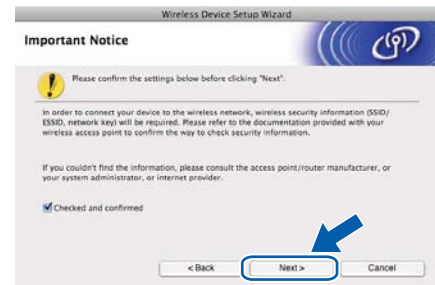 Wireless Device Setup Wizard
Important Notice
Please confirm the settings below before clicking "Next".
In order to connect your device to the wireless network, wireless security information (SSID/
ESSID, network key) will be required. Please refer to the documentation provided with your
wireless access point to confirm the way to check security information.
If you couldn't find the information, please consult the access point/router manufacturer, or
your system administrator, or internet provider.
Checked and confirmed
< Back
Next >
Cancel